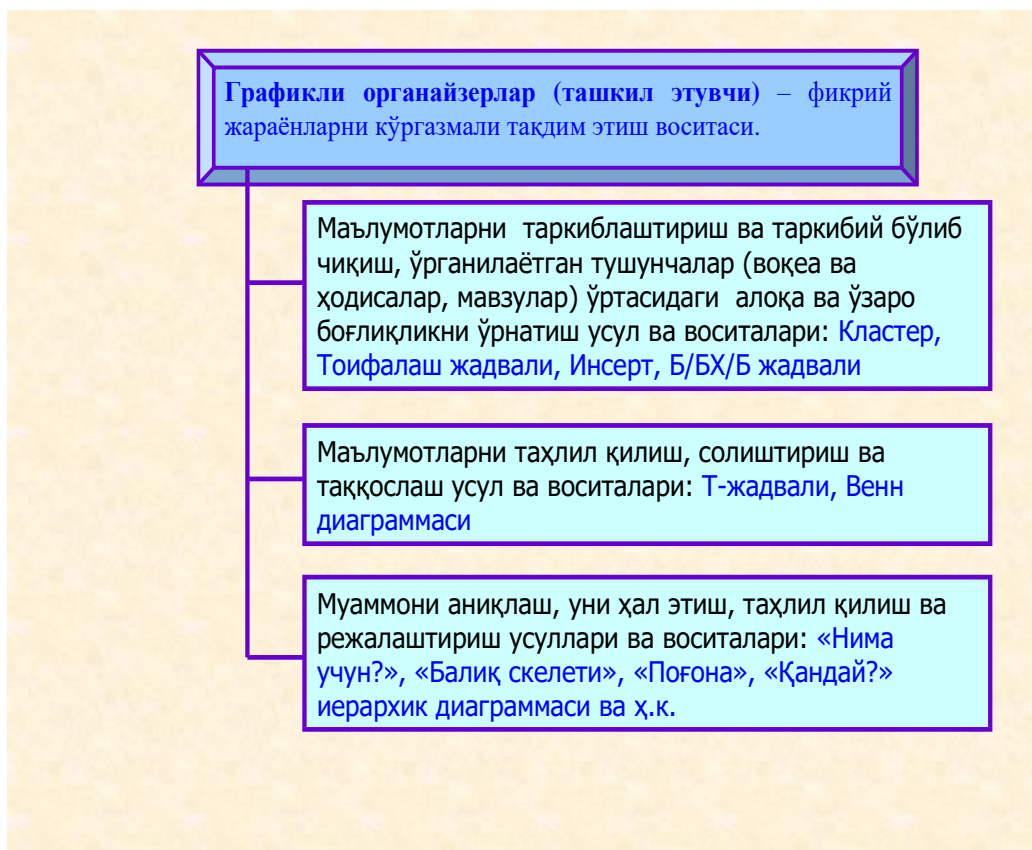 Графикли органайзерлар (ташкил этувчи) – фикрий
жараёнларни кўргазмали тақдим этиш воситаси.
Маълумотларни таркиблаштириш ва таркибий бўлиб
чиқиш, ўрганилаётган тушунчалар (воқеа ва
ҳодисалар, мавзулар) ўртасидаги алоқа ва ўзаро
боғлиқликни ўрнатиш усул ва воситалари: Кластер,
Тоифалаш жадвали, Инсерт, Б/БХ/Б жадвали
Маълумотларни таҳлил қилиш, солиштириш ва
таққослаш усул ва воситалари: Т-жадвали, Венн
диаграммаси
Муаммони аниқлаш, уни ҳал этиш, таҳлил қилиш ва
режалаштириш усуллари ва воситалари: «Нима
учун?», «Балиқ скелети», «Поғона», «Қандай?»
иерархик диаграммаси ва ҳ.к.